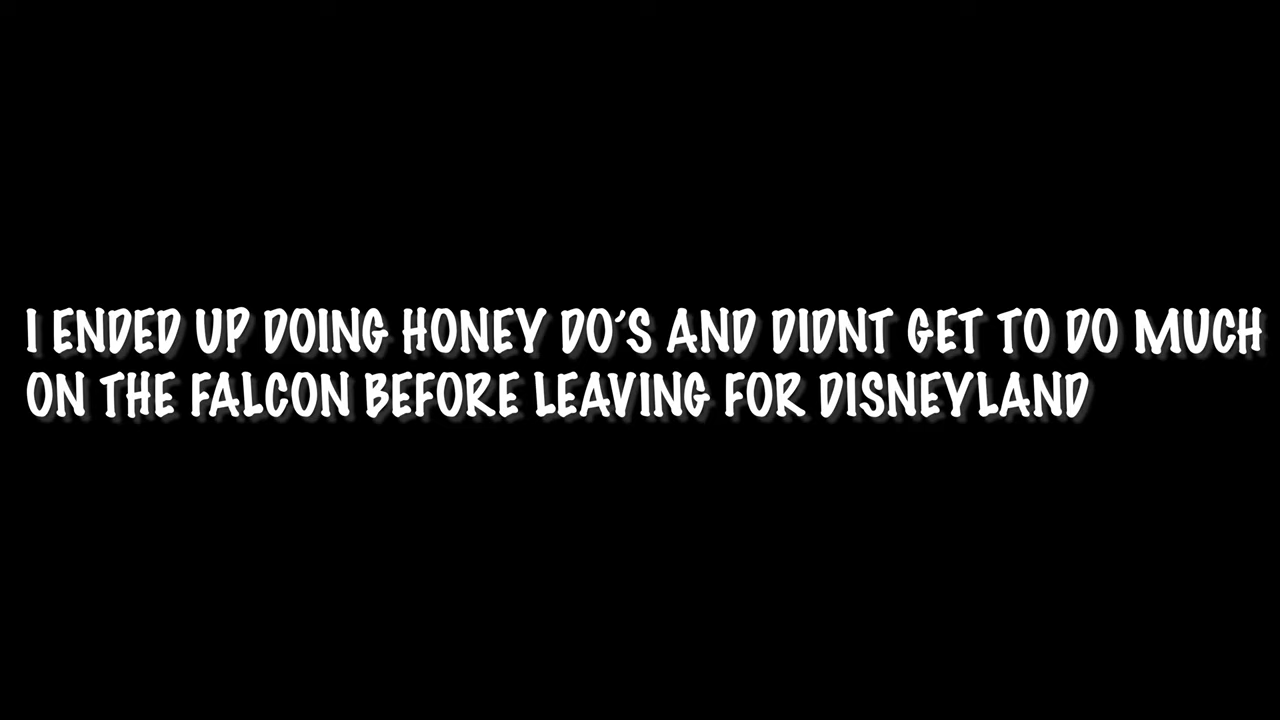 I ENDED UP DOING HONEY DO'S AND DIDNT GET TO DO MUCH
ON THE FALCON BEFORE LEAVING FOR DISNEYLAND